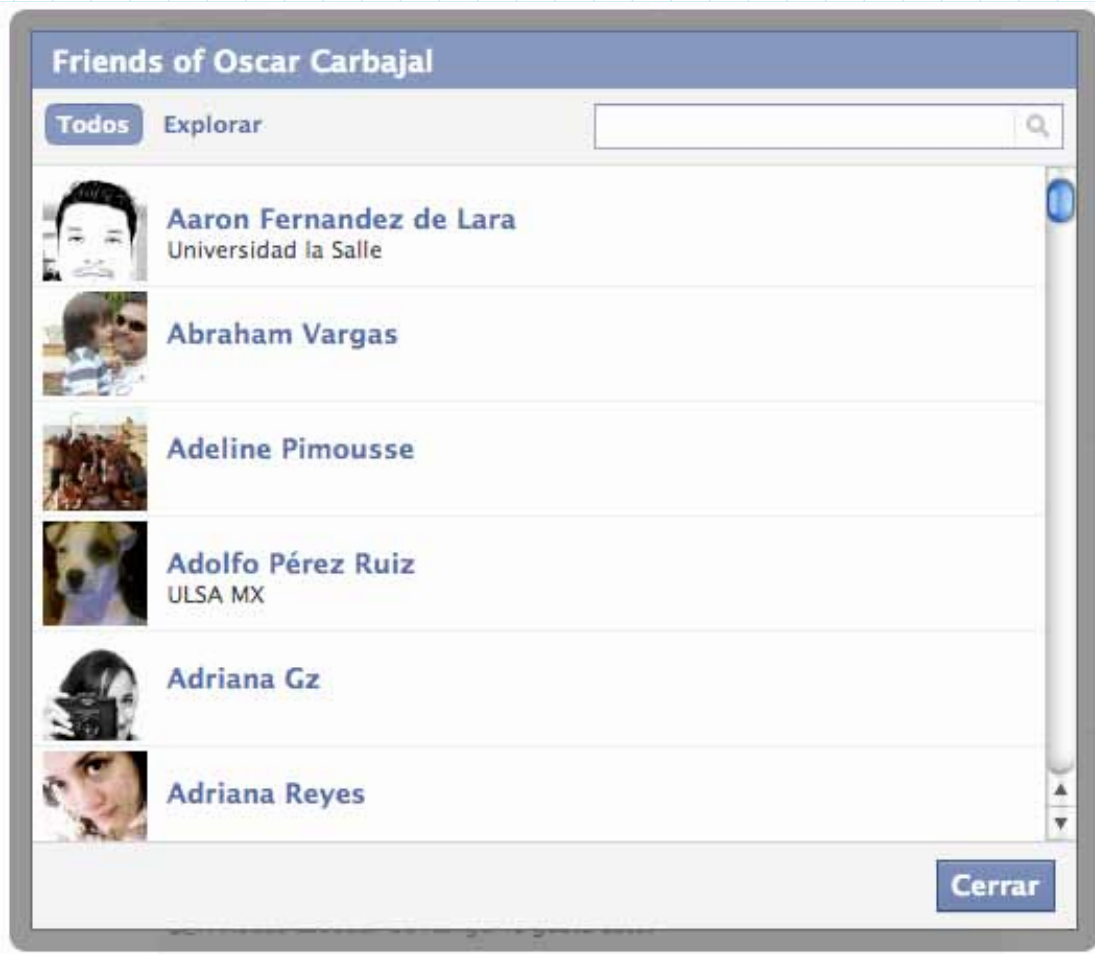 Friends of Oscar Carbajal
Todos Explorar
Aaron Fernandez de Lara
Universidad la Salle
Abraham Vargas
Adeline Pimousse
Adolfo Pérez Ruiz
ULSA MX
Adriana Gz
Adriana Reyes
Cerrar